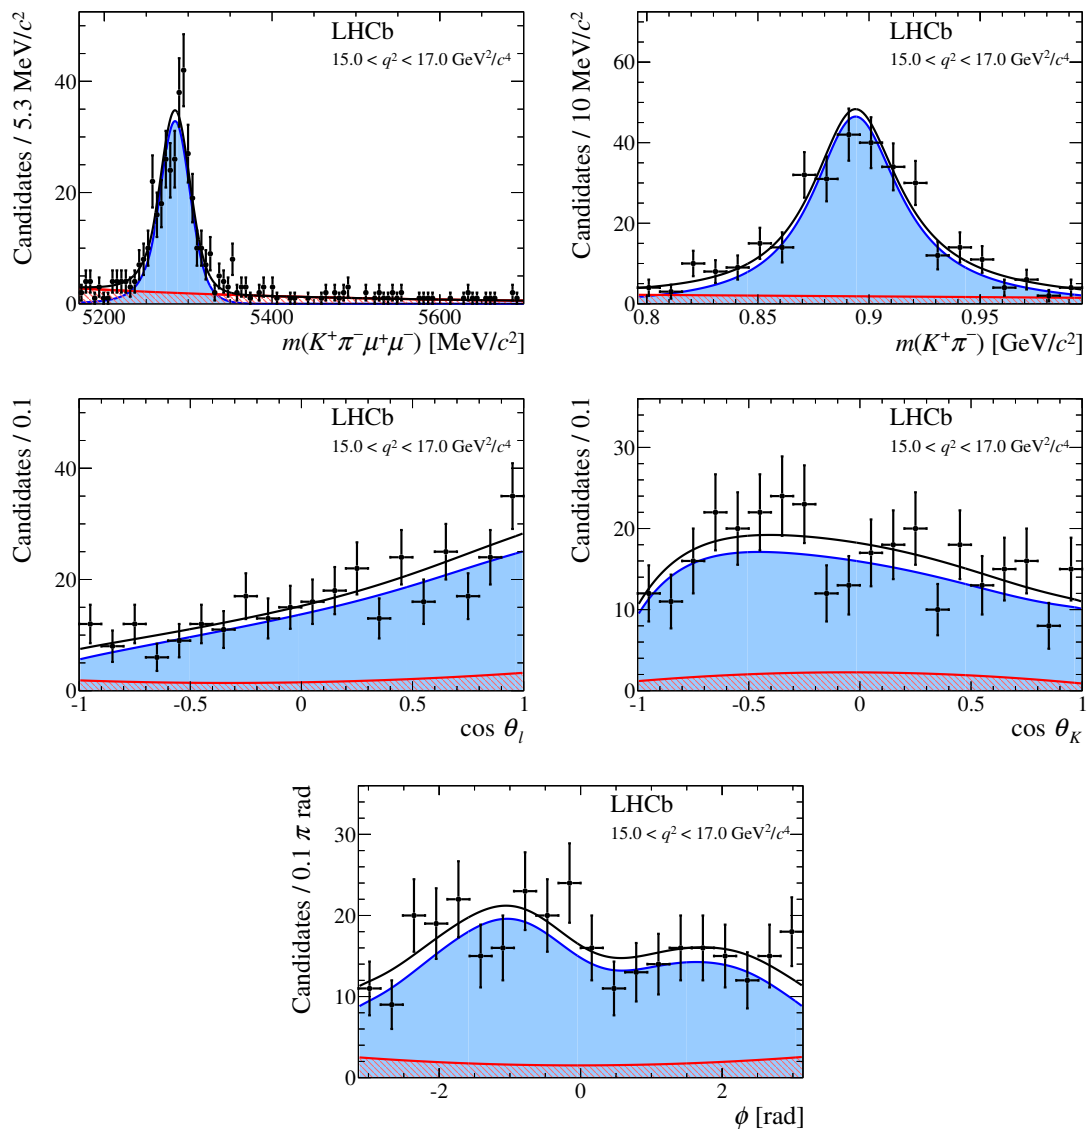 Candidates / 5.3 MeV/c²
LHCb
15.0 < q² < 17.0 GeV²/c⁴
40
20
0
5200 5400 5600
m(K⁺π⁻μ⁺μ⁻) [MeV/c²]
Candidates / 10 MeV/c²
LHCb
15.0 < q² < 17.0 GeV²/c⁴
60
40
20
0
0.8 0.85 0.9 0.95
m(K⁺π⁻) [GeV/c²]
Candidates / 0.1
LHCb
15.0 < q² < 17.0 GeV²/c⁴
40
20
0
-1 -0.5 0 0.5 1
cos θ_l
Candidates / 0.1
LHCb
15.0 < q² < 17.0 GeV²/c⁴
30
20
10
0
-1 -0.5 0 0.5 1
cos θ_K
Candidates / 0.1 π rad
LHCb
15.0 < q² < 17.0 GeV²/c⁴
30
20
10
0
-2 0 2
ϕ [rad]